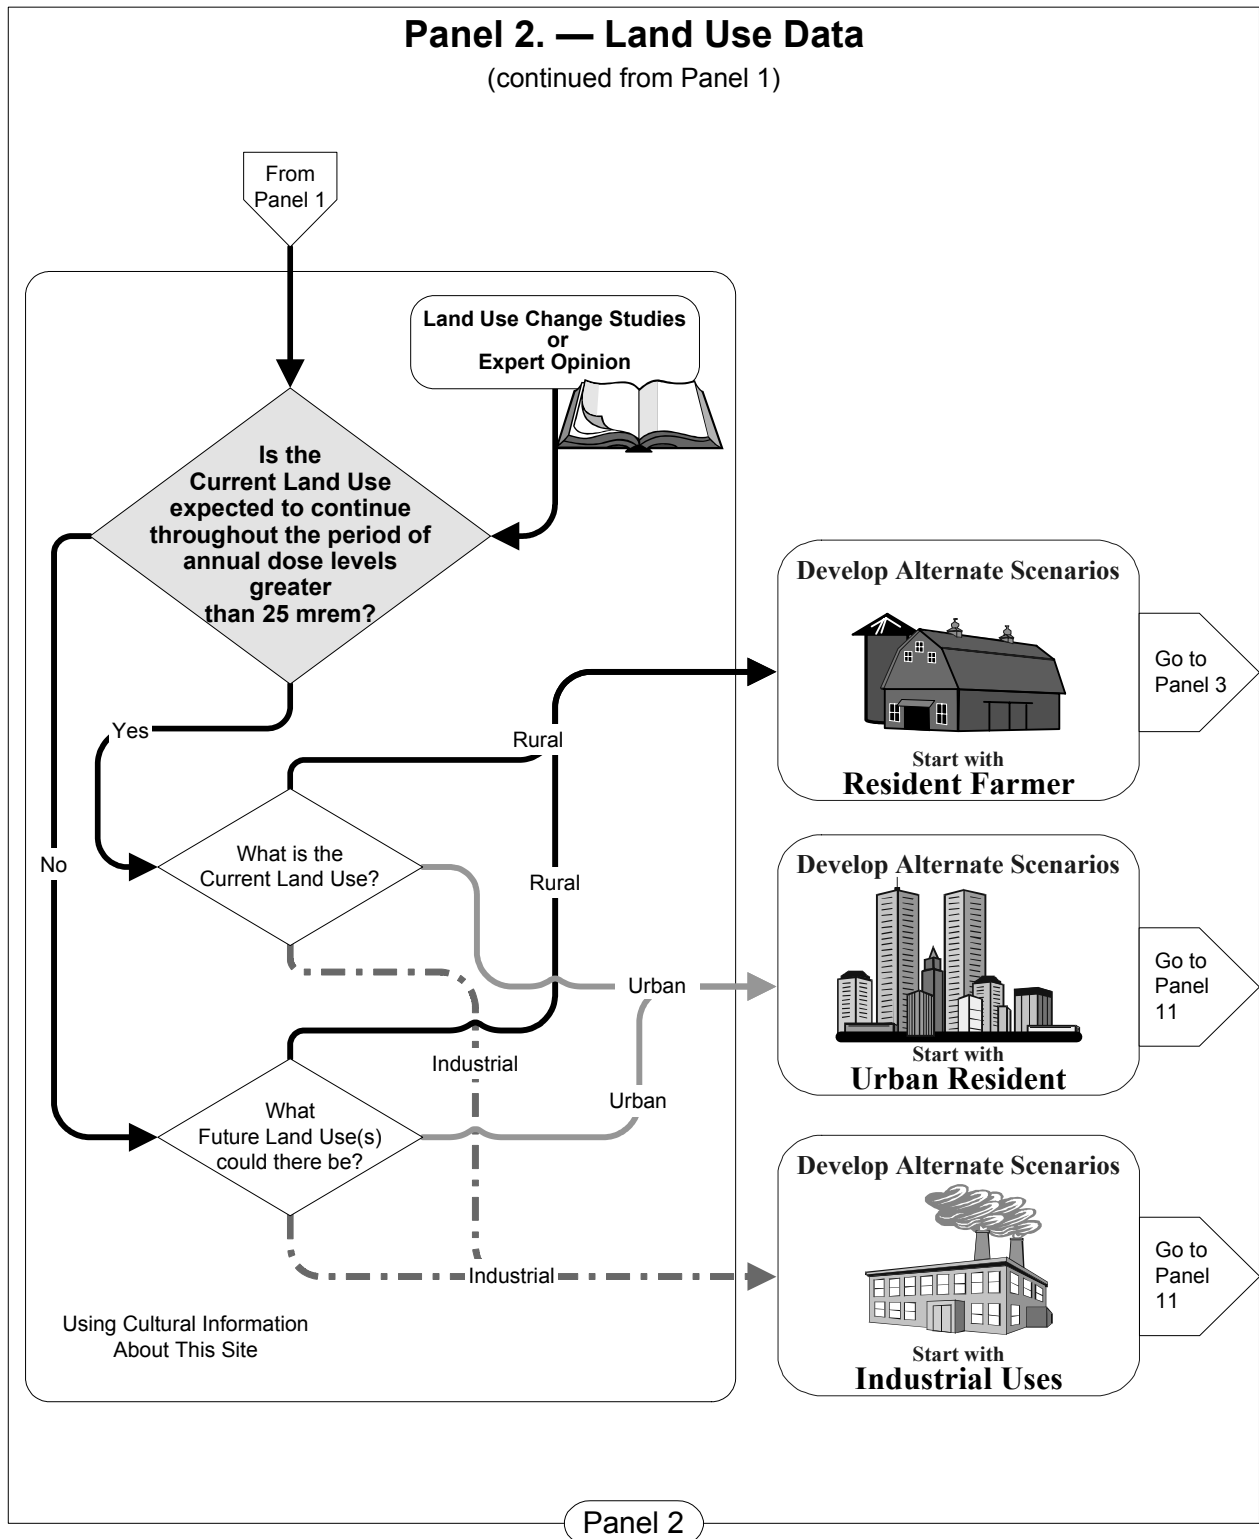 Panel 2. — Land Use Data
(continued from Panel 1)
From
Panel 1
Land Use Change Studies
or
Expert Opinion
Is the
Current Land Use
expected to continue
throughout the period of
annual dose levels
greater
than 25 mrem?
Yes
No
What is the
Current Land Use?
Rural
Rural
Urban
Industrial
Urban
What
Future Land Use(s)
could there be?
Industrial
Using Cultural Information
About This Site
Develop Alternate Scenarios
Start with
Resident Farmer
Go to
Panel 3
Develop Alternate Scenarios
Start with
Urban Resident
Go to
Panel
11
Develop Alternate Scenarios
Start with
Industrial Uses
Go to
Panel
11
Panel 2